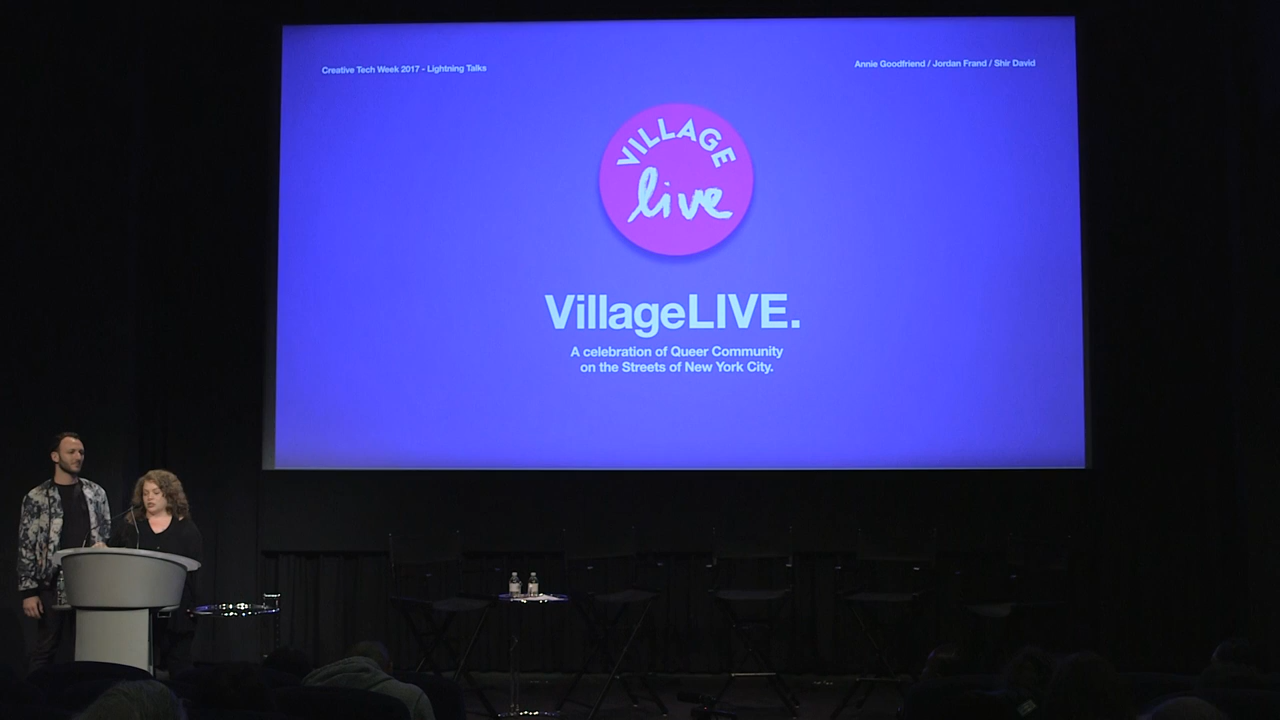 Creative Tech Week 2017 - Lightning Talks
Annie Goodfriend / Jordan Frand / Shir David
VILLAGE
live
VillageLIVE.
A celebration of Queer Community
on the Streets of New York City.